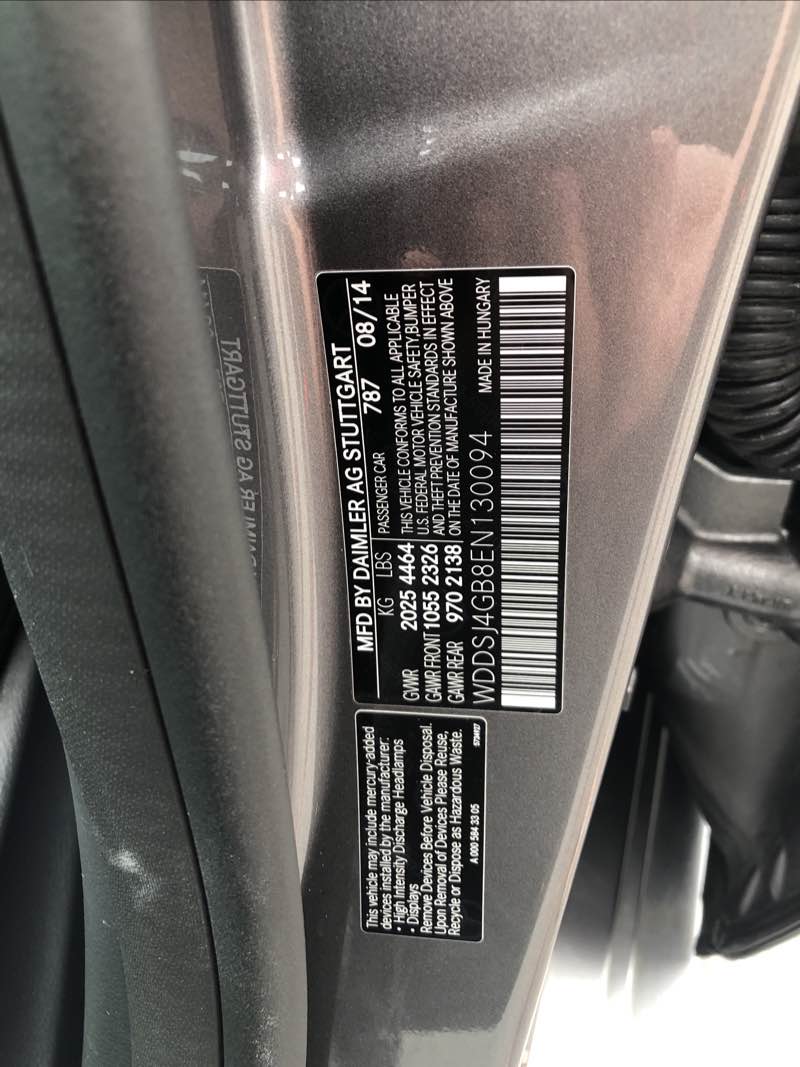 MFD BY DAIMLER AG STUTTGART
787 08/14
KG LBS PASSENGER CAR
GVWR 2025 4464
GAWR FRONT 1055 2326
GAWR REAR 970 2138
THIS VEHICLE CONFORMS TO ALL APPLICABLE
U.S. FEDERAL MOTOR VEHICLE SAFETY,BUMPER
AND THEFT PREVENTION STANDARDS IN EFFECT
ON THE DATE OF MANUFACTURE SHOWN ABOVE
MADE IN HUNGARY
WDDSJ4GB8EN130094
This vehicle may include mercury-added
devices installed by the manufacturer:
• High Intensity Discharge Headlamps
• Displays
Remove Devices Before Vehicle Disposal.
Upon Removal of Devices Please Reuse,
Recycle or Dispose as Hazardous Waste.
A 000 584 33 05
DAIMLER AG STUTTGART